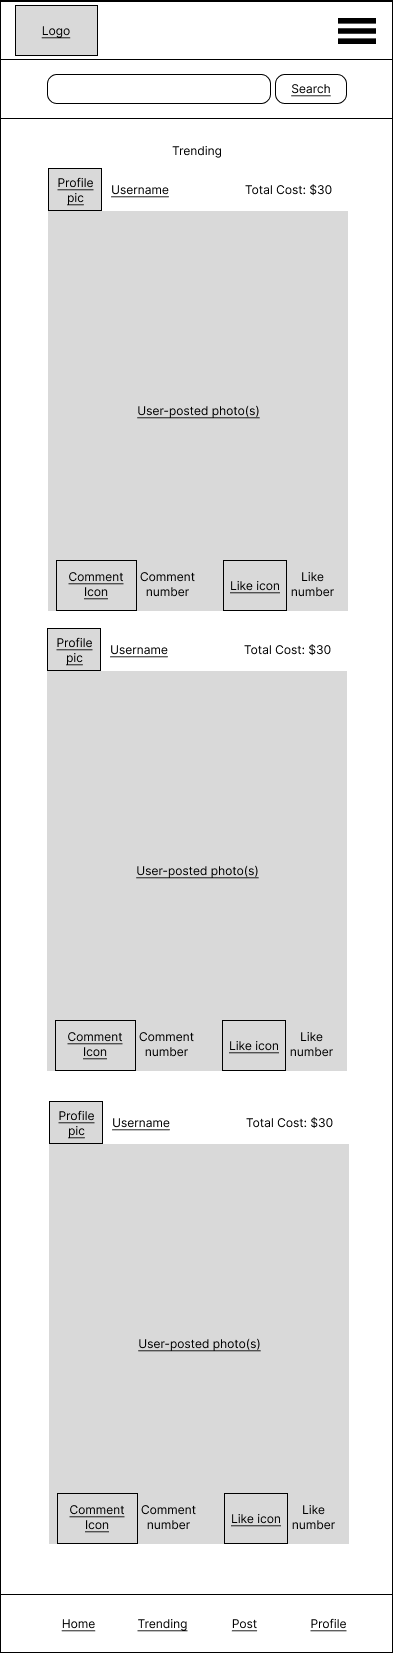 Logo
Search
Trending
Profile
pic
Username
Total Cost: $30
User-posted photo(s)
Comment
Icon
Comment
number
Like icon
Like
number
Profile
pic
Username
Total Cost: $30
User-posted photo(s)
Comment
Icon
Comment
number
Like icon
Like
number
Profile
pic
Username
Total Cost: $30
User-posted photo(s)
Comment
Icon
Comment
number
Like icon
Like
number
Home Trending Post Profile